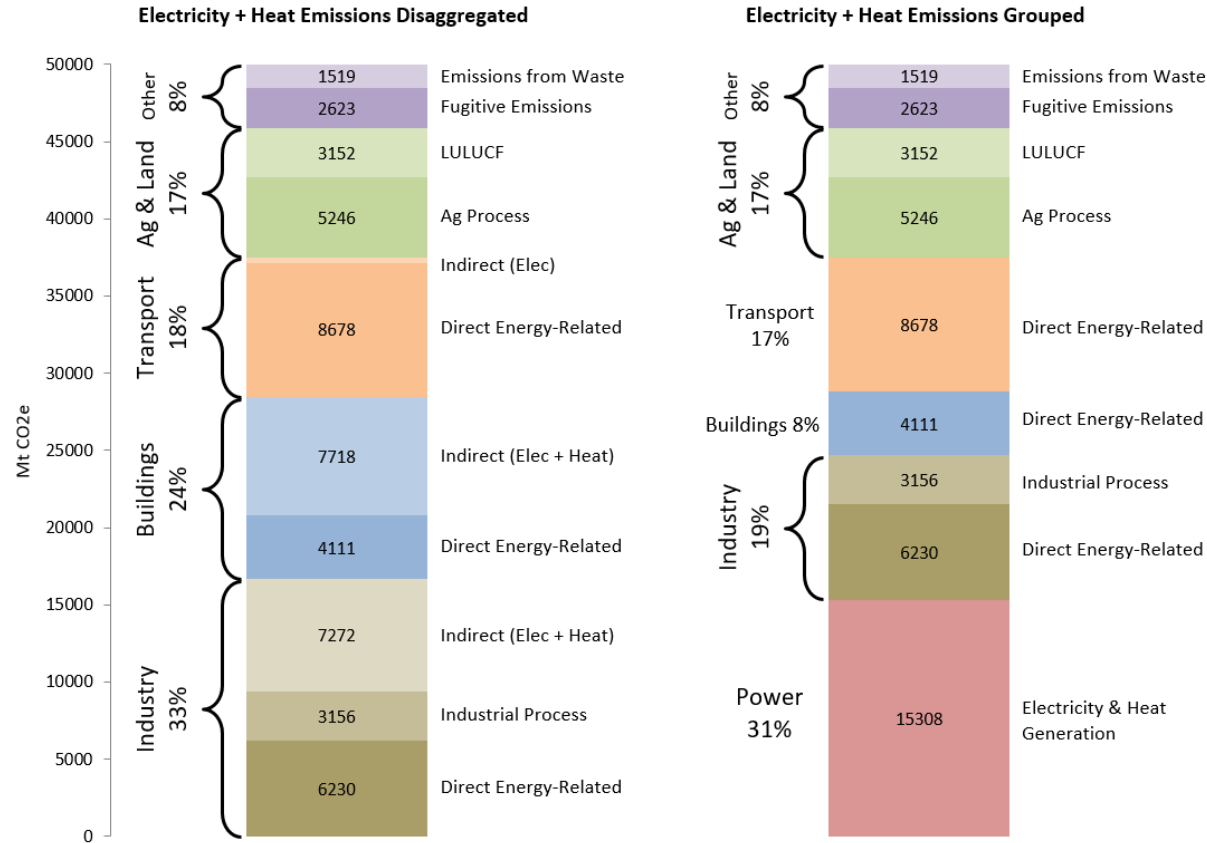 Electricity + Heat Emissions Disaggregated
Mt CO2e
50000
45000
40000
35000
30000
25000
20000
15000
10000
5000
0
Other
8%
Ag & Land
17%
Transport
18%
Buildings
24%
Industry
33%
1519
Emissions from Waste
2623
Fugitive Emissions
3152
LULUCF
5246
Ag Process
Indirect (Elec)
8678
Direct Energy-Related
7718
Indirect (Elec + Heat)
4111
Direct Energy-Related
7272
Indirect (Elec + Heat)
3156
Industrial Process
6230
Direct Energy-Related
Electricity + Heat Emissions Grouped
Other
8%
Ag & Land
17%
Transport
17%
Buildings 8%
Industry
19%
Power
31%
1519
Emissions from Waste
2623
Fugitive Emissions
3152
LULUCF
5246
Ag Process
8678
Direct Energy-Related
4111
Direct Energy-Related
3156
Industrial Process
6230
Direct Energy-Related
15308
Electricity & Heat
Generation